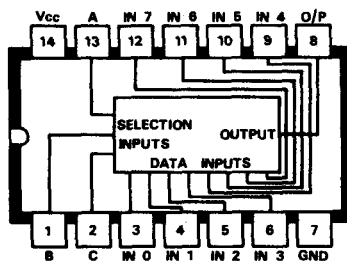 Vcc A IN 7 IN 6 IN 5 IN 4 O/P
14 13 12 11 10 9 8
SELECTION
INPUTS OUTPUT
DATA INPUTS
1 2 3 4 5 6 7
B C IN 0 IN 1 IN 2 IN 3 GND